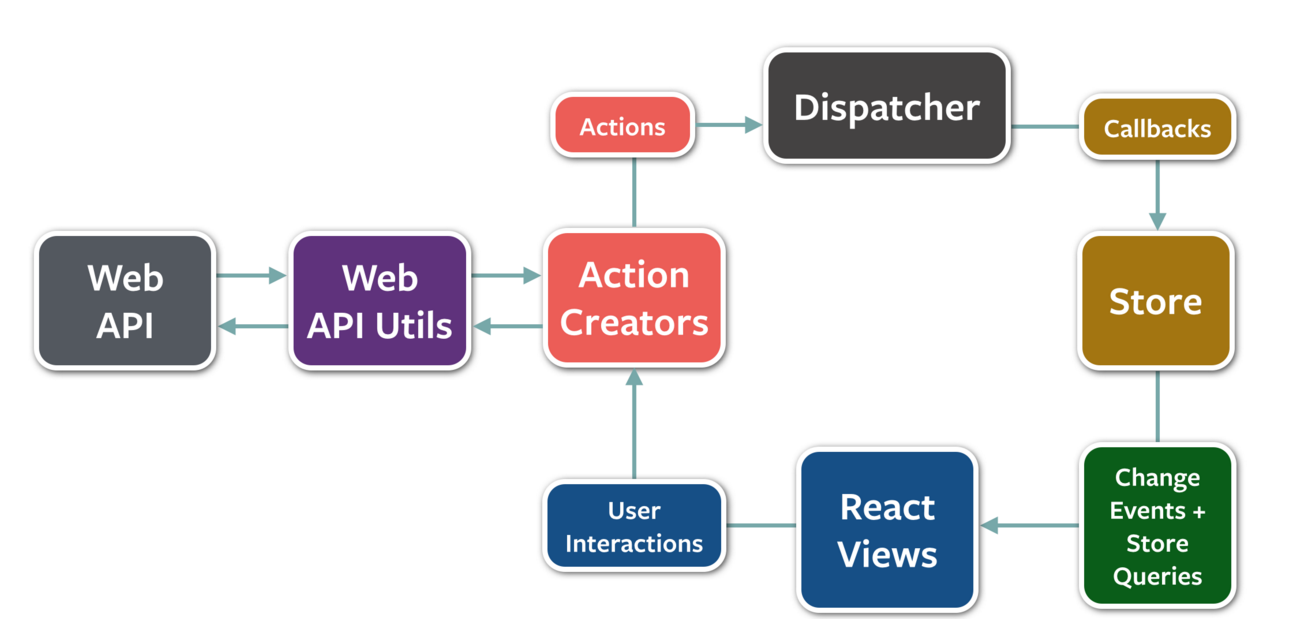 Dispatcher
Actions
Callbacks
Web
API
Web
API Utils
Action
Creators
Store
User
Interactions
React
Views
Change
Events +
Store
Queries